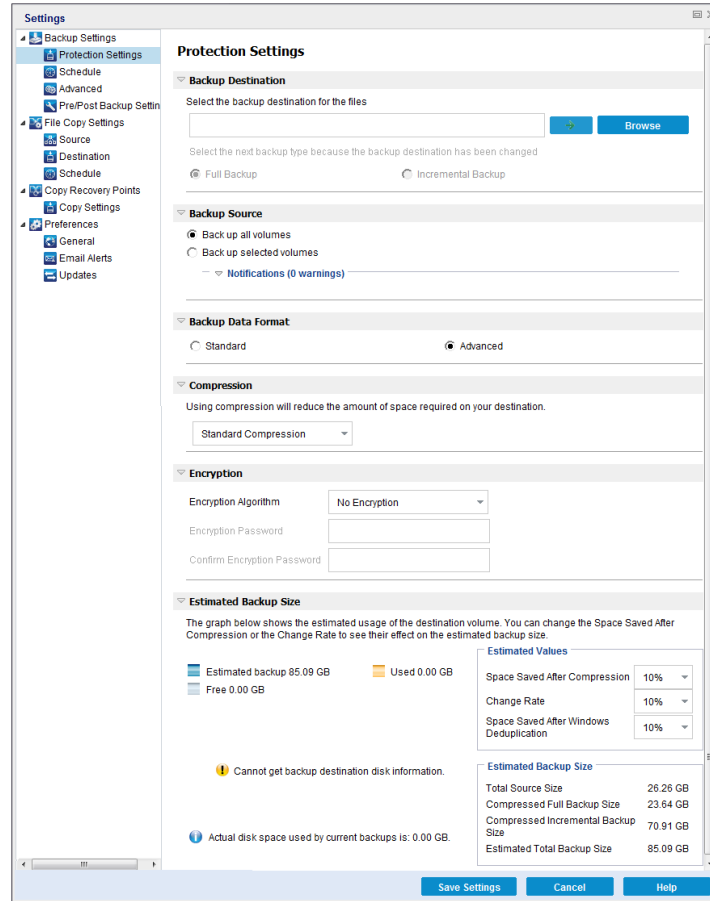 Settings
Backup Settings
Protection Settings
Schedule
Advanced
Pre/Post Backup Settin
File Copy Settings
Source
Destination
Schedule
Copy Recovery Points
Copy Settings
Preferences
General
Email Alerts
Updates
Protection Settings
Backup Destination
Select the backup destination for the files
Browse
Select the next backup type because the backup destination has been changed
Full Backup
Incremental Backup
Backup Source
Back up all volumes
Back up selected volumes
Notifications (0 warnings)
Backup Data Format
Standard
Advanced
Compression
Using compression will reduce the amount of space required on your destination.
Standard Compression
Encryption
Encryption Algorithm
No Encryption
Encryption Password
Confirm Encryption Password
Estimated Backup Size
The graph below shows the estimated usage of the destination volume. You can change the Space Saved After
Compression or the Change Rate to see their effect on the estimated backup size.
Estimated backup 85.09 GB
Used 0.00 GB
Free 0.00 GB
Cannot get backup destination disk information.
Actual disk space used by current backups is: 0.00 GB.
Estimated Values
Space Saved After Compression 10%
Change Rate 10%
Space Saved After Windows
Deduplication 10%
Estimated Backup Size
Total Source Size 26.26 GB
Compressed Full Backup Size 23.64 GB
Compressed Incremental Backup
Size 70.91 GB
Estimated Total Backup Size 85.09 GB
Save Settings
Cancel
Help